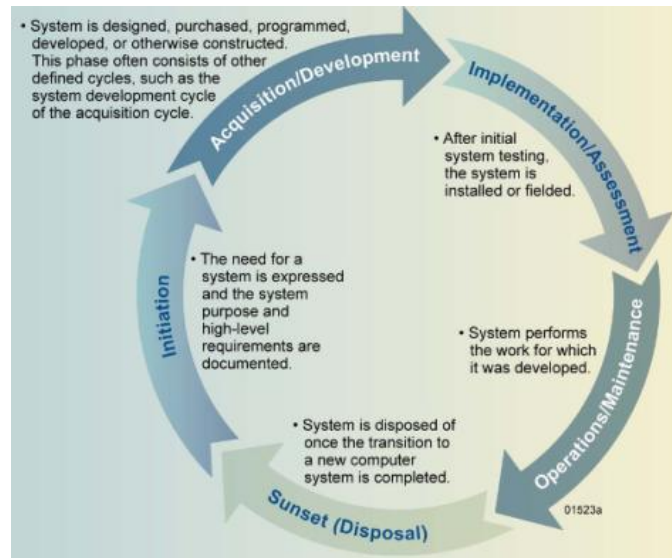 • System is designed, purchased, programmed,
developed, or otherwise constructed.
This phase often consists of other
defined cycles, such as the
system development cycle
of the acquisition cycle.
Acquisition/Development
Implementation/Assessment
• After initial
system testing,
the system is
installed or fielded.
Initiation
• The need for a
system is expressed
and the system
purpose and
high-level
requirements are
documented.
• System performs
the work for which
it was developed.
Operations/Maintenance
• System is disposed of
once the transition to
a new computer
system is completed.
Sunset (Disposal)
01523a